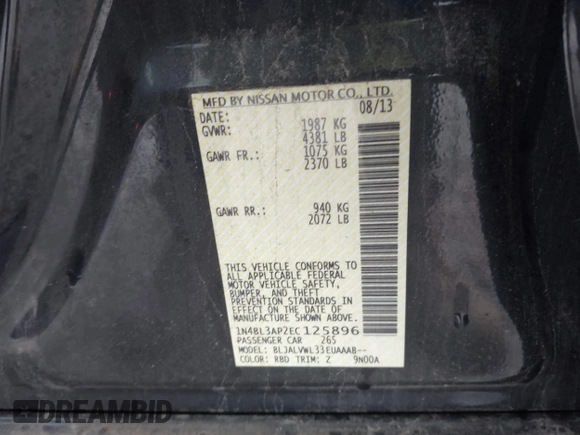 MFD BY NISSAN MOTOR CO., LTD.
DATE: 08/13
GVWR: 1987 KG
4381 LB
GAWR FR.: 1075 KG
2370 LB
GAWR RR.: 940 KG
2072 LB
THIS VEHICLE CONFORMS TO
ALL APPLICABLE FEDERAL
MOTOR VEHICLE SAFETY,
BUMPER, AND THEFT
PREVENTION STANDARDS IN
EFFECT ON THE DATE OF
MANUFACTURE SHOWN ABOVE.
1N4BL3AP2EC125896
PASSENGER CAR 265
MODEL: BLJALVWL33EUAAAB--
COLOR: RBD TRIM: Z 9N00A
DREAMBID